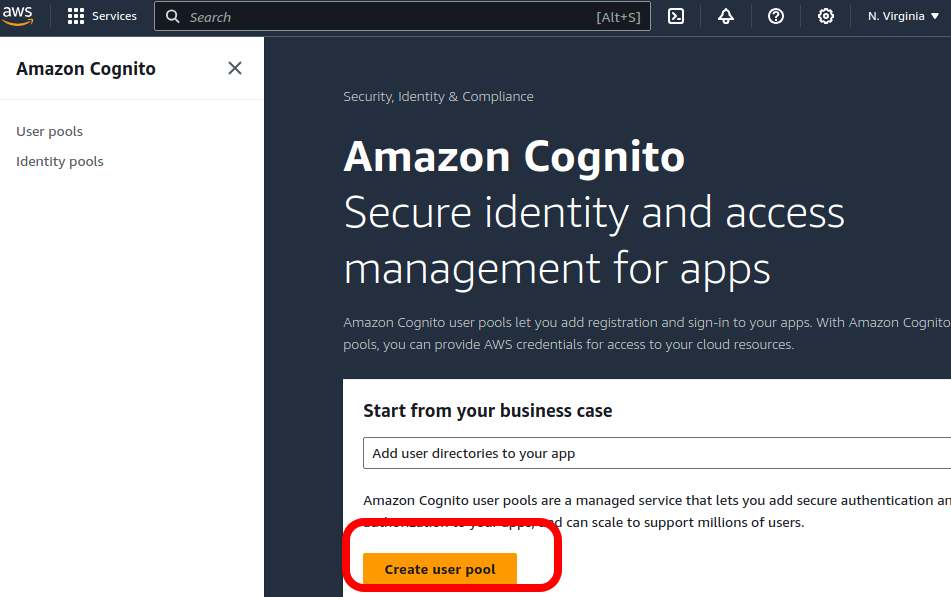 aws
Services
Search
[Alt+S]
N. Virginia
Amazon Cognito
User pools
Identity pools
Security, Identity & Compliance
Amazon Cognito
Secure identity and access
management for apps
Amazon Cognito user pools let you add registration and sign-in to your apps. With Amazon Cognito
pools, you can provide AWS credentials for access to your cloud resources.
Start from your business case
Add user directories to your app
Amazon Cognito user pools are a managed service that lets you add secure authentication an
authorization to your apps, and can scale to support millions of users.
Create user pool